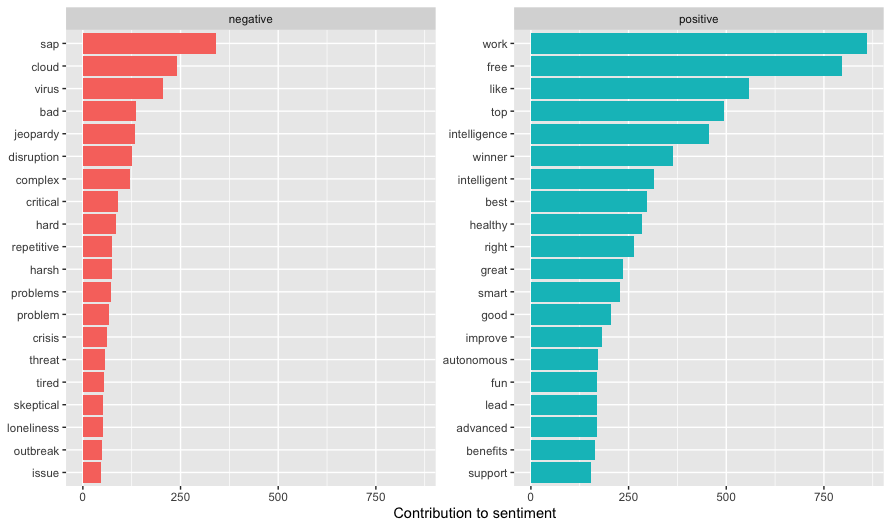 negative
sap
cloud
virus
bad
jeopardy
disruption
complex
critical
hard
repetitive
harsh
problems
problem
crisis
threat
tired
skeptical
loneliness
outbreak
issue
0 250 500 750
positive
work
free
like
top
intelligence
winner
intelligent
best
healthy
right
great
smart
good
improve
autonomous
fun
lead
advanced
benefits
support
0 250 500 750
Contribution to sentiment